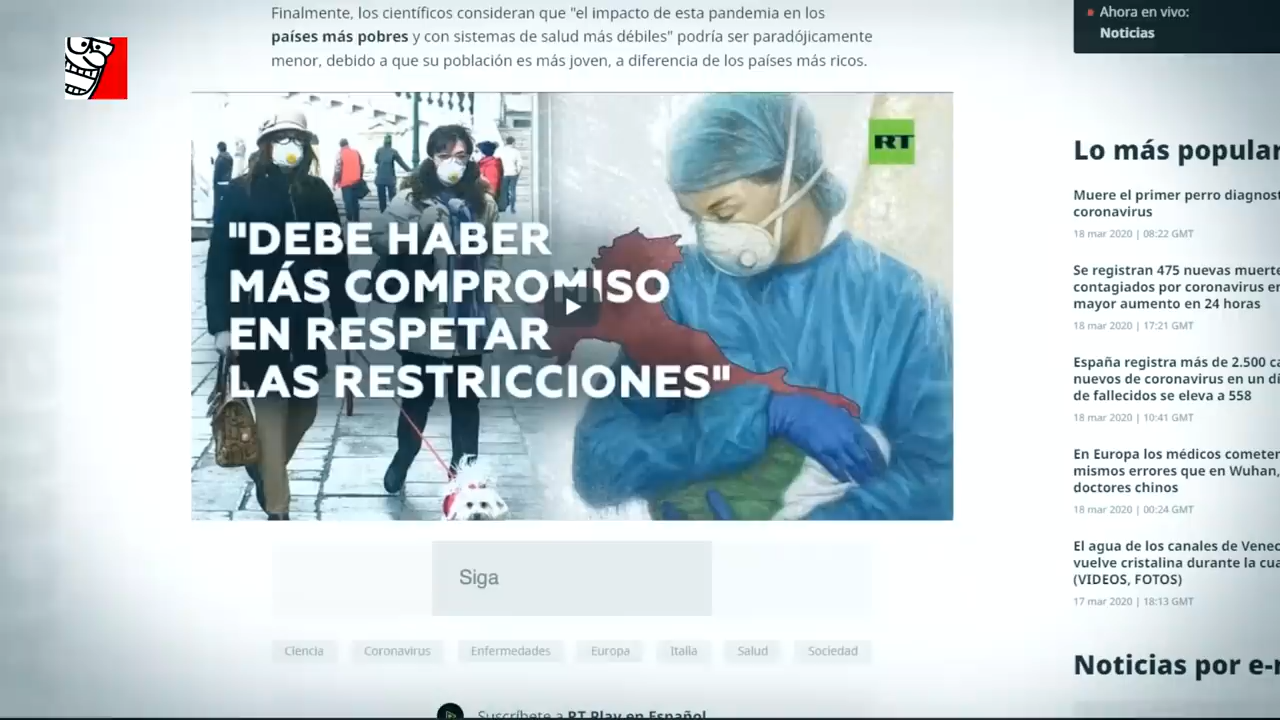 Finalmente, los científicos consideran que "el impacto de esta pandemia en los
países más pobres y con sistemas de salud más débiles" podría ser paradójicamente
menor, debido a que su población es más joven, a diferencia de los países más ricos.
RT
"DEBE HABER
MÁS COMPROMISO
EN RESPETAR
LAS RESTRICCIONES"
Siga
Ciencia Coronavirus Enfermedades Europa Italia Salud Sociedad
Suscríbete a RT Play en Español
Ahora en vivo:
Noticias
Lo más popular
Muere el primer perro diagnost
coronavirus
18 mar 2020 | 08:22 GMT
Se registran 475 nuevas muerte
contagiados por coronavirus en
mayor aumento en 24 horas
18 mar 2020 | 17:21 GMT
España registra más de 2.500 ca
nuevos de coronavirus en un dí
de fallecidos se eleva a 558
18 mar 2020 | 10:41 GMT
En Europa los médicos cometen
mismos errores que en Wuhan,
doctores chinos
18 mar 2020 | 00:24 GMT
El agua de los canales de Venec
vuelve cristalina durante la cua
(VIDEOS, FOTOS)
17 mar 2020 | 18:13 GMT
Noticias por e-r